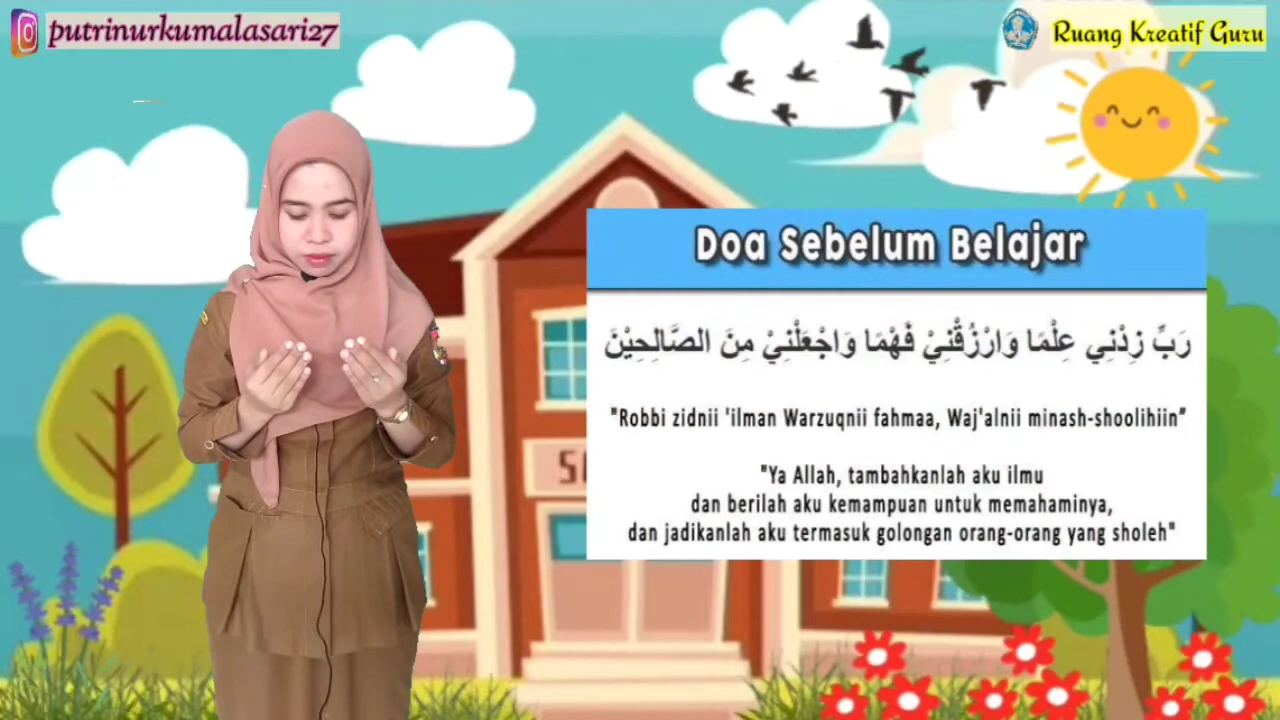 putrinurkumalasari27
Ruang Kreatif Guru
Doa Sebelum Belajar
رَبِّ زِدْنِي عِلْمًا وَارْزُقْنِيْ فَهْمَا وَاجْعَلْنِيْ مِنَ الصَّالِحِيْنَ
"Robbi zidnii 'ilman Warzuqnii fahmaa, Waj'alnii minash-shoolihiin”
"Ya Allah, tambahkanlah aku ilmu
dan berilah aku kemampuan untuk memahaminya,
dan jadikanlah aku termasuk golongan orang-orang yang sholeh"